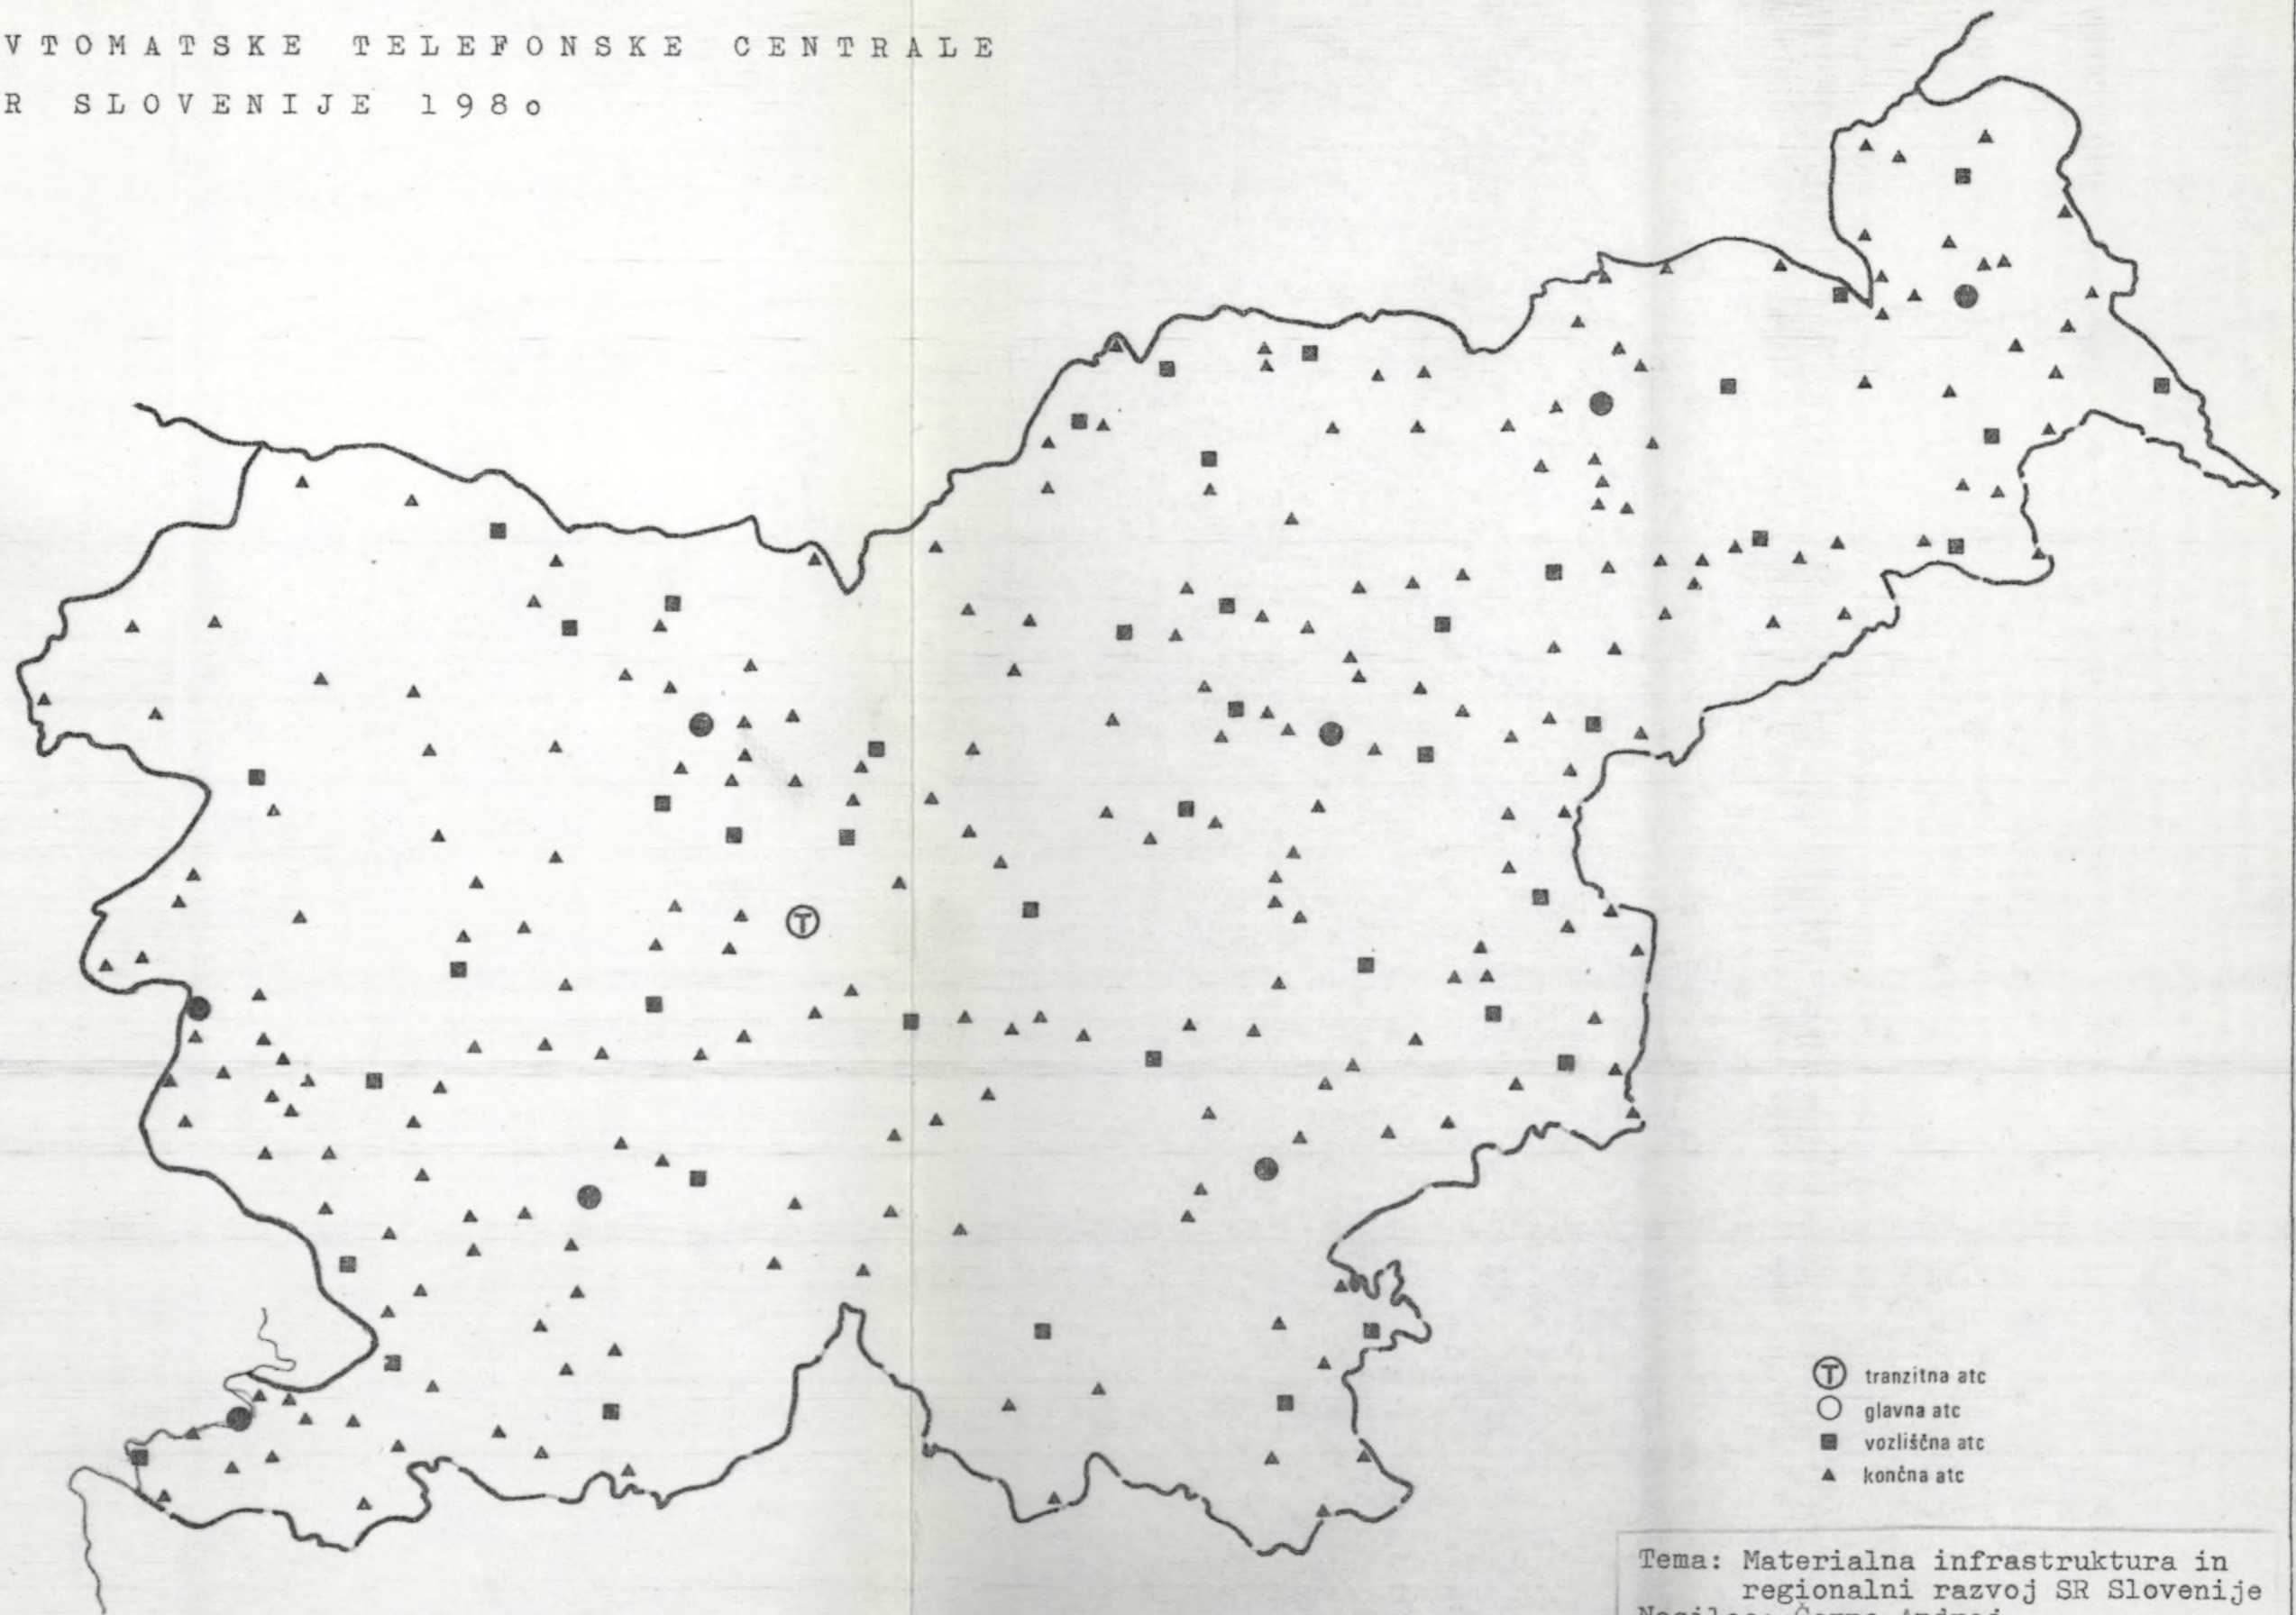 VTOMATSKE TELEFONSKE CENTRALE
R SLOVENIJE 198o
T
T tranzitna atc
glavna atc
vozliščna atc
končna atc
Tema: Materialna infrastruktura in
regionalni razvoj SR Slovenije